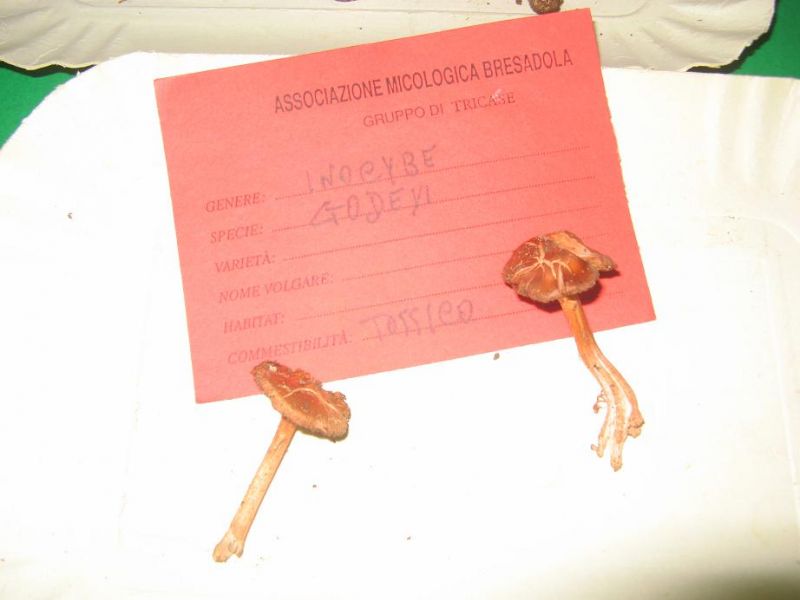 ASSOCIAZIONE MICOLOGICA BRESADOLA
GRUPPO DI TRICASE
GENERE: INOCYBE
SPECIE: GODEYI
VARIETÀ:
NOME VOLGARE:
HABITAT:
COMMESTIBILITÀ: TOSSICO